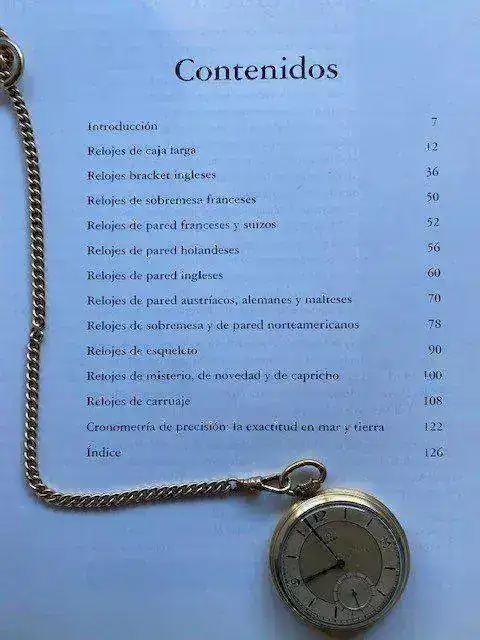 Contenidos
Introducción 7
Relojes de caja larga 12
Relojes bracket ingleses 36
Relojes de sobremesa franceses 50
Relojes de pared franceses y suizos 52
Relojes de pared holandeses 56
Relojes de pared ingleses 60
Relojes de pared austríacos, alemanes y malteses 70
Relojes de sobremesa y de pared norteamericanos 78
Relojes de esqueleto 90
Relojes de misterio, de novedad y de capricho 100
Relojes de carruaje 108
Cronometría de precisión: la exactitud en mar y tierra 122
Índice 126
12